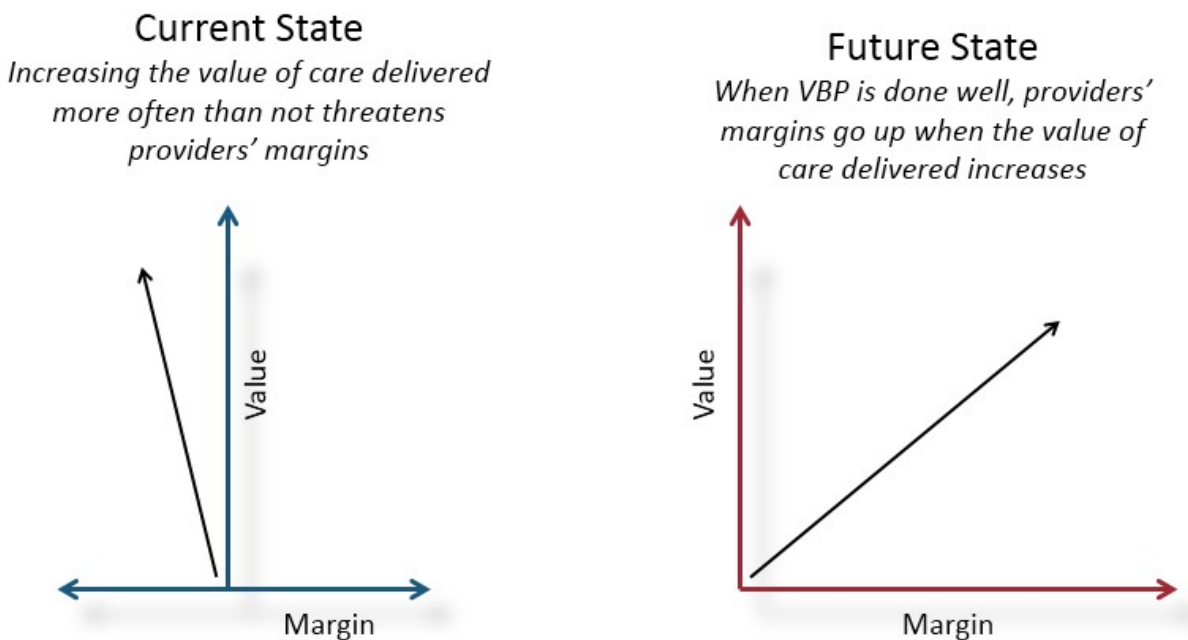 Current State
Increasing the value of care delivered
more often than not threatens
providers' margins
Value
Margin
Future State
When VBP is done well, providers'
margins go up when the value of
care delivered increases
Value
Margin